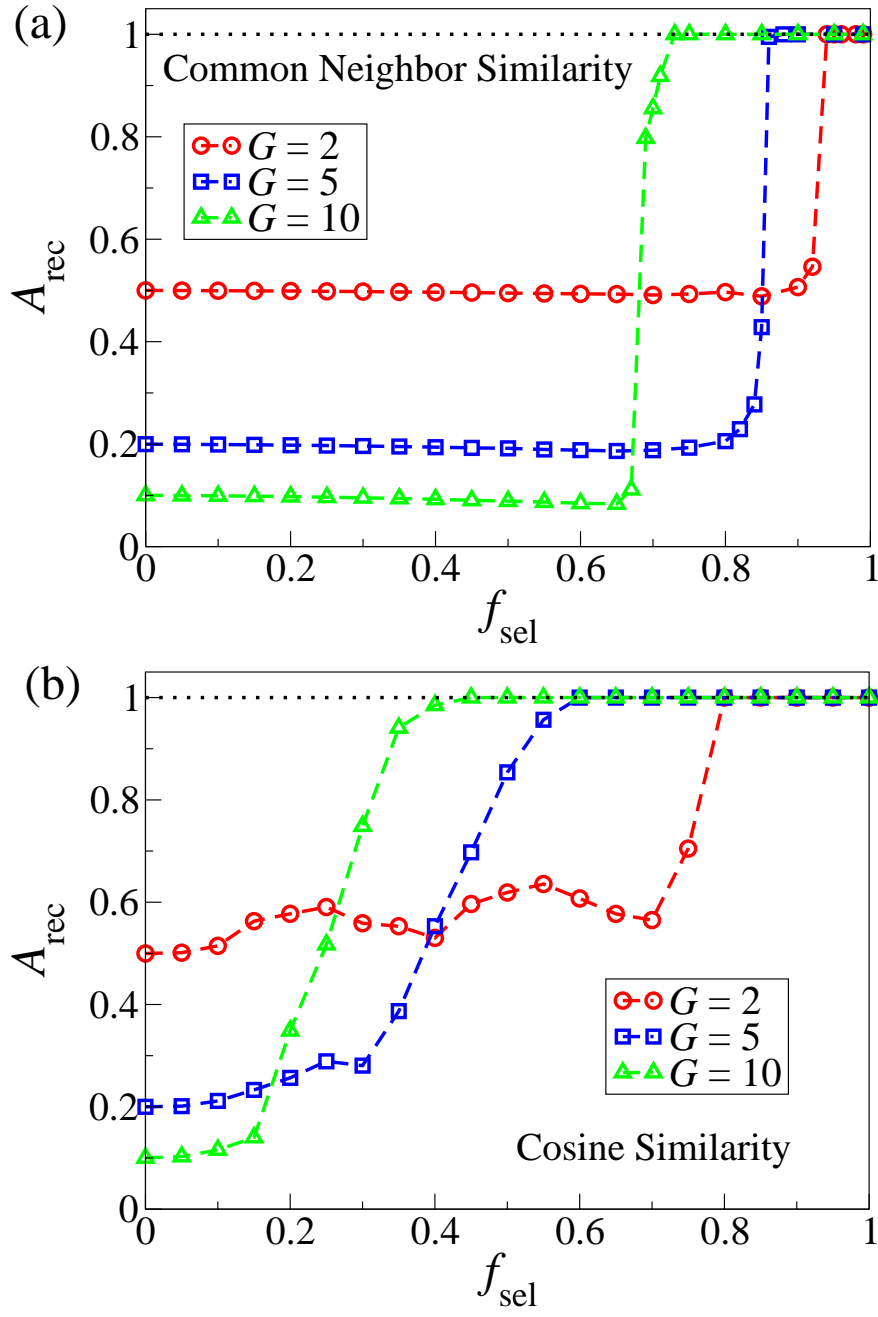 (a)
1
Common Neighbor Similarity
G = 2
G = 5
G = 10
0.8
0.6
0.4
0.2
0
A_rec
0 0.2 0.4 0.6 0.8 1
f_sel
(b)
1
0.8
0.6
0.4
0.2
0
A_rec
G = 2
G = 5
G = 10
Cosine Similarity
0 0.2 0.4 0.6 0.8 1
f_sel